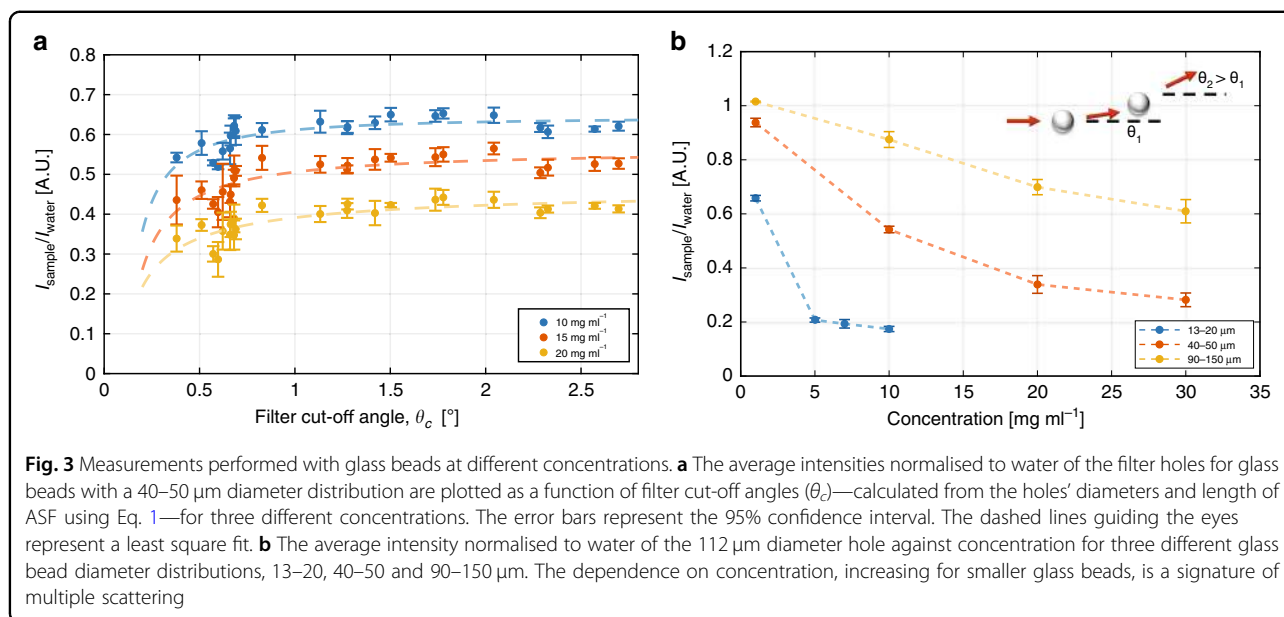 a
0.8
0.7
0.6
0.5
0.4
0.3
0.2
0.1
0
I_sample/I_water [A.U.]
10 mg ml⁻¹
15 mg ml⁻¹
20 mg ml⁻¹
0 0.5 1 1.5 2 2.5
Filter cut-off angle, θ_c [°]
b
1.2
1
0.8
0.6
0.4
0.2
0
I_sample/I_water [A.U.]
θ₂ > θ₁
θ₁
13–20 μm
40–50 μm
90–150 μm
0 5 10 15 20 25 30
Concentration [mg ml⁻¹]
Fig. 3 Measurements performed with glass beads at different concentrations. a The average intensities normalised to water of the filter holes for glass
beads with a 40–50 μm diameter distribution are plotted as a function of filter cut-off angles (θ_c)—calculated from the holes' diameters and length of
ASF using Eq. 1—for three different concentrations. The error bars represent the 95% confidence interval. The dashed lines guiding the eyes
represent a least square fit. b The average intensity normalised to water of the 112 μm diameter hole against concentration for three different glass
bead diameter distributions, 13–20, 40–50 and 90–150 μm. The dependence on concentration, increasing for smaller glass beads, is a signature of
multiple scattering